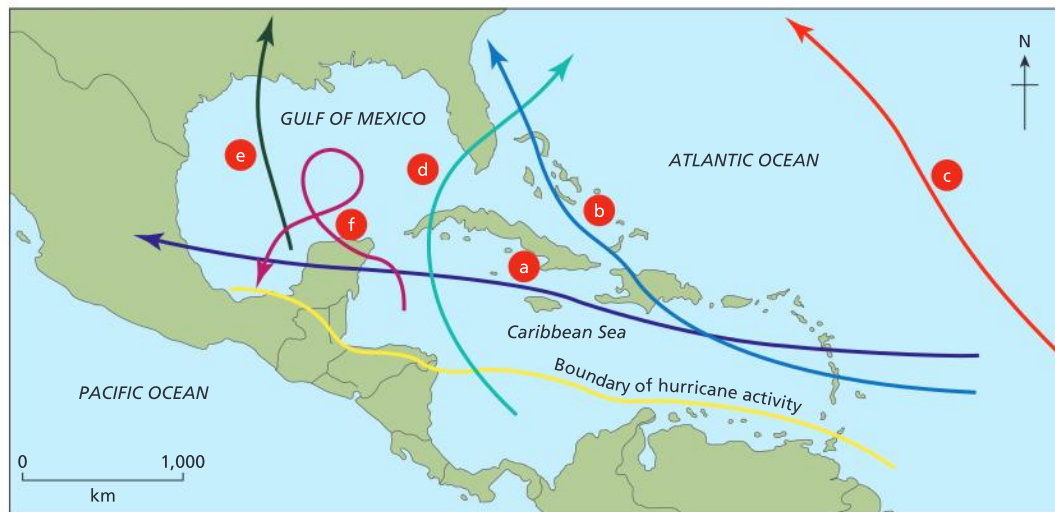 N
GULF OF MEXICO
e
d
ATLANTIC OCEAN
c
b
f
a
Caribbean Sea
Boundary of hurricane activity
PACIFIC OCEAN
0 1,000
km